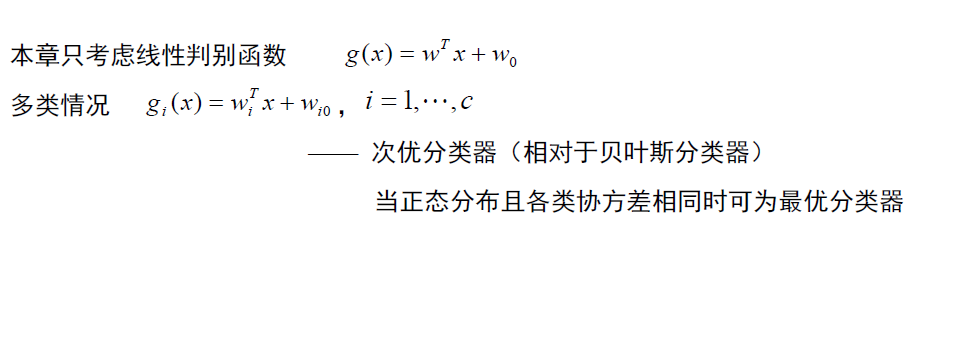 本章只考虑线性判别函数 g(x) = w^T x + w_0
多类情况 g_i(x) = w_i^T x + w_{i0} , i = 1,⋯,c
—— 次优分类器（相对于贝叶斯分类器）
当正态分布且各类协方差相同时可为最优分类器